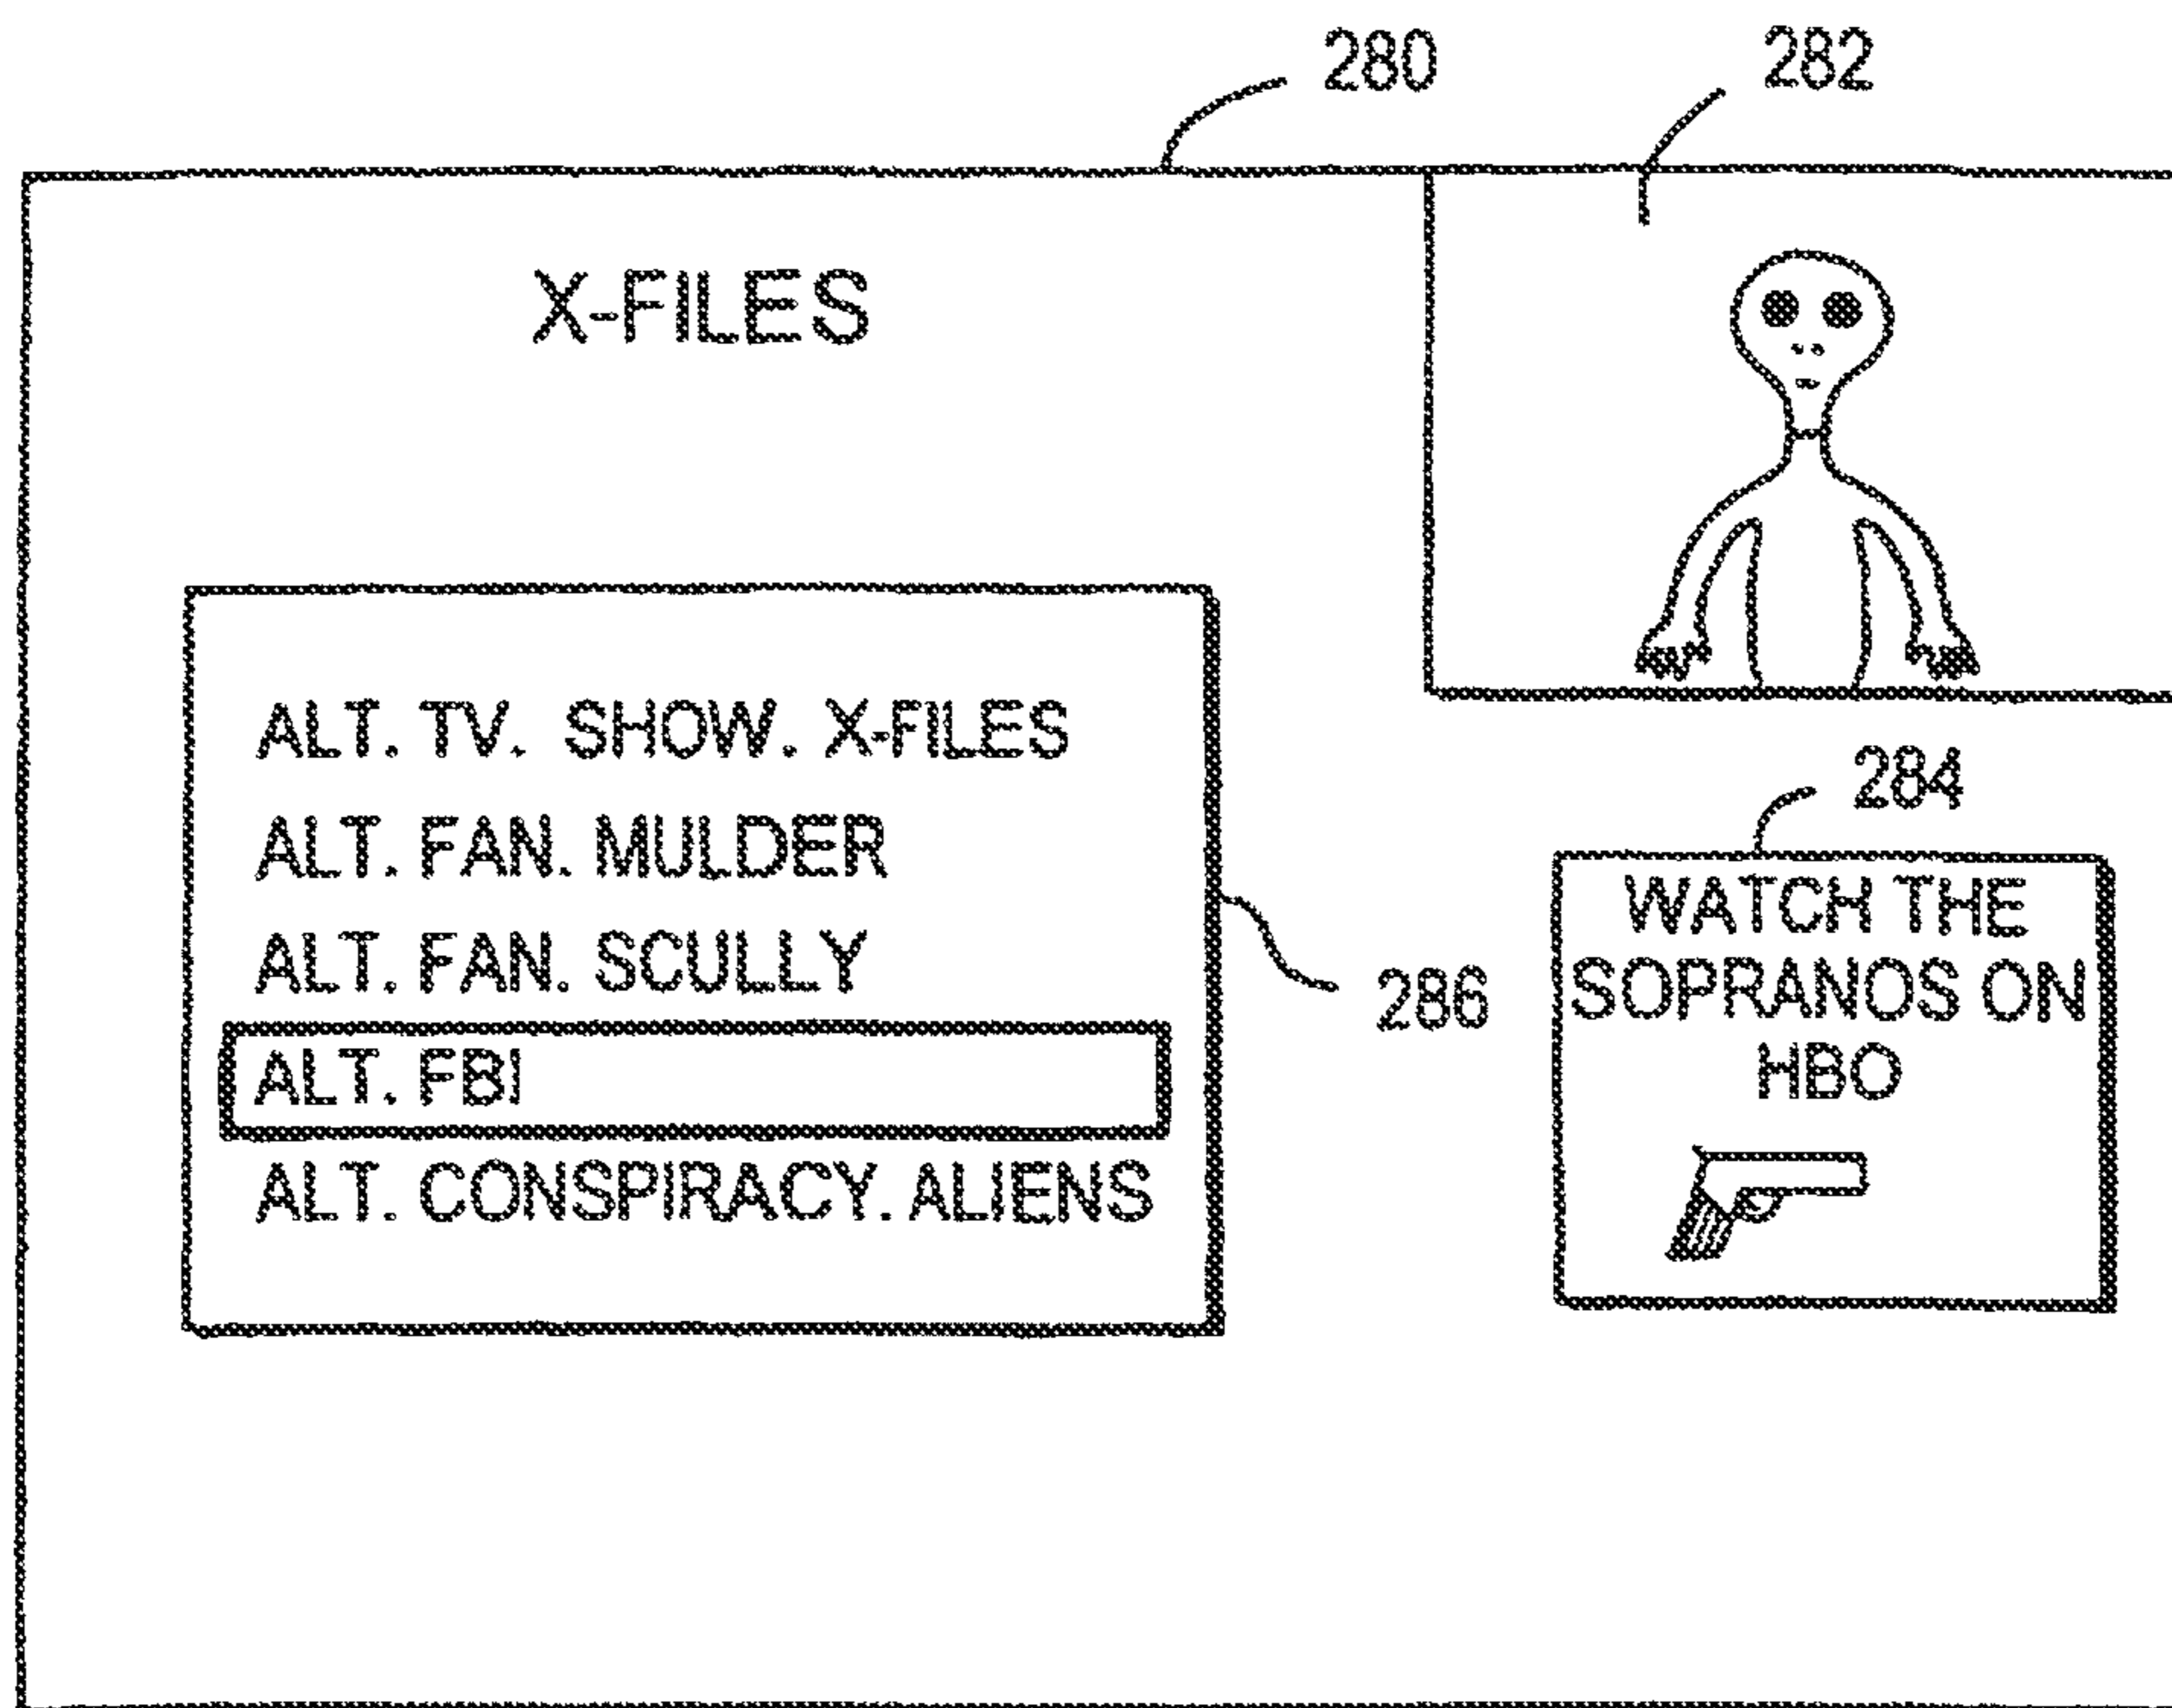 280
282
X-FILES
ALT. TV. SHOW. X-FILES
ALT. FAN. MULDER
ALT. FAN. SCULLY
ALT. FBI
ALT. CONSPIRACY. ALIENS
286
284
WATCH THE
SOPRANOS ON
HBO